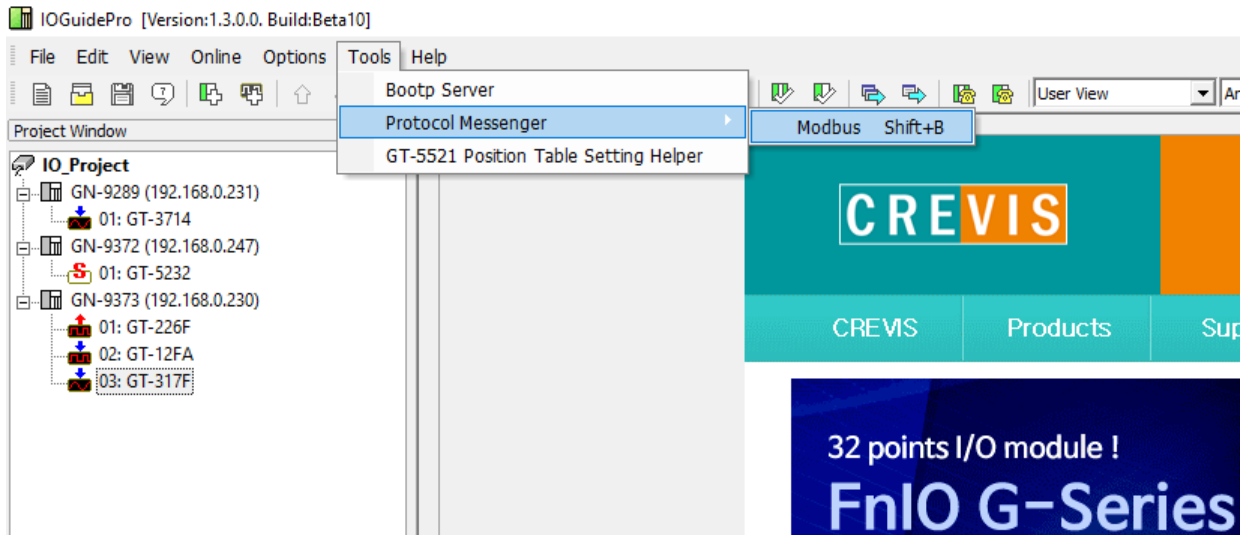 IOGuidePro [Version:1.3.0.0. Build:Beta10]
File Edit View Online Options Tools Help
Bootp Server
User View
Protocol Messenger
Modbus Shift+B
GT-5521 Position Table Setting Helper
Project Window
IO_Project
GN-9289 (192.168.0.231)
01: GT-3714
GN-9372 (192.168.0.247)
01: GT-5232
GN-9373 (192.168.0.230)
01: GT-226F
02: GT-12FA
03: GT-317F
CREVIS
CREVIS Products
32 points I/O module !
FnIO G-Series